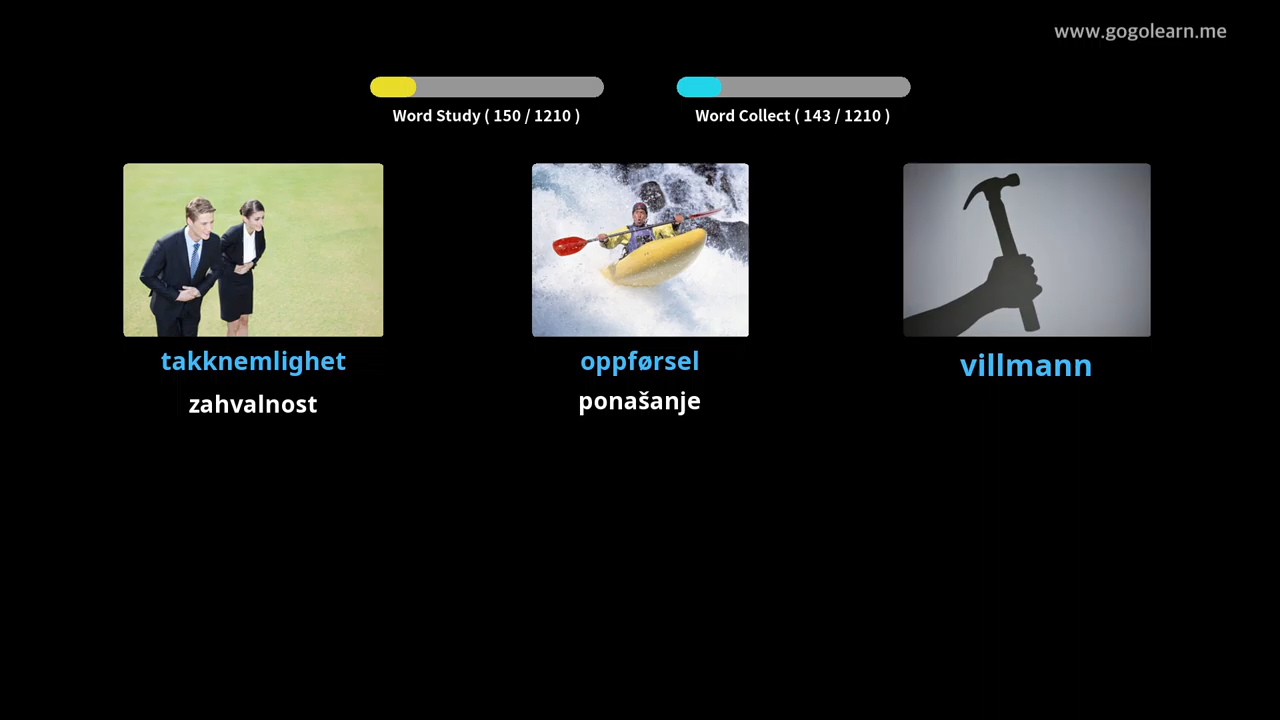 www.gogolearn.me
Word Study ( 150 / 1210 )
Word Collect ( 143 / 1210 )
takknemlighet
zahvalnost
oppførsel
ponašanje
villmann